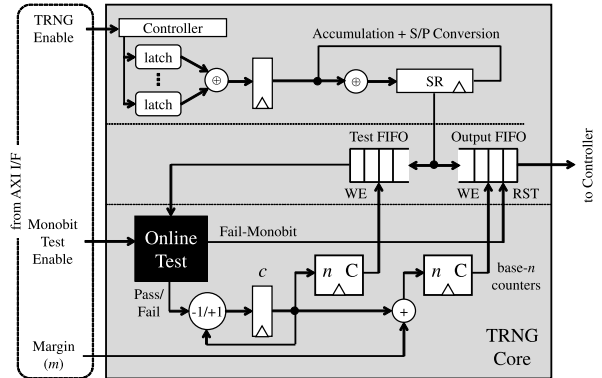 TRNG
Enable
Controller
latch
latch
⊕
⊕
Accumulation + S/P Conversion
SR
Test FIFO
Output FIFO
WE
WE
RST
to Controller
from AXI I/F
Monobit
Test
Enable
Online
Test
Fail-Monobit
Pass/
Fail
-1/+1
c
n C
+
n C
base-n
counters
Margin
(m)
TRNG
Core